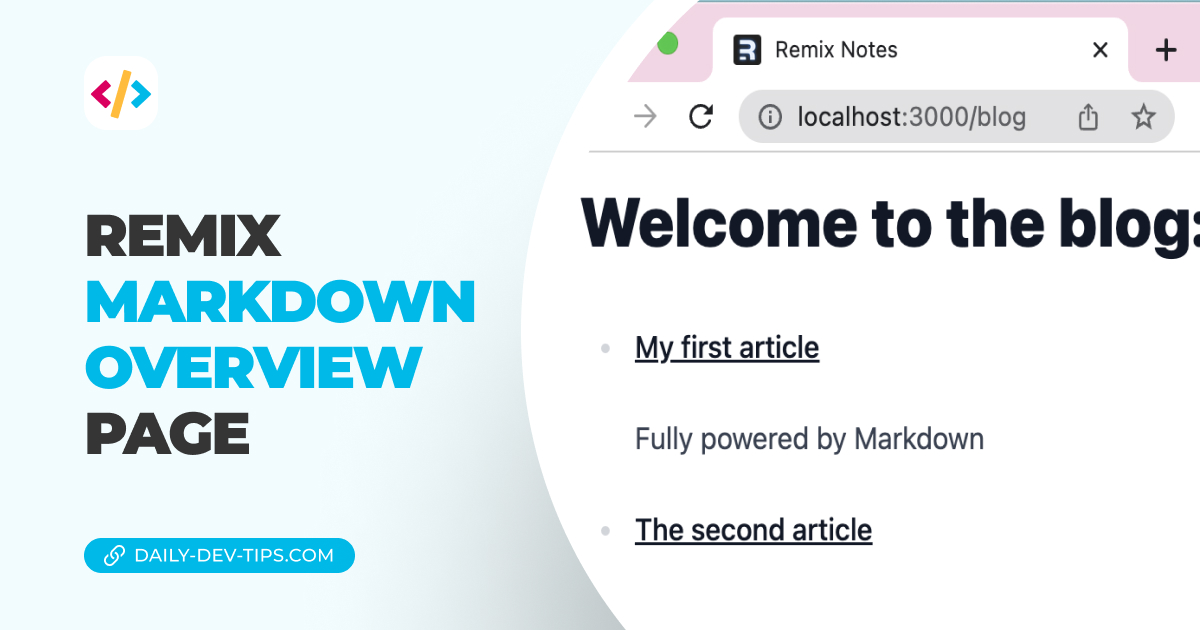 REMIX
MARKDOWN
OVERVIEW
PAGE
DAILY-DEV-TIPS.COM
Remix Notes
localhost:3000/blog
Welcome to the blog:
My first article
Fully powered by Markdown
The second article